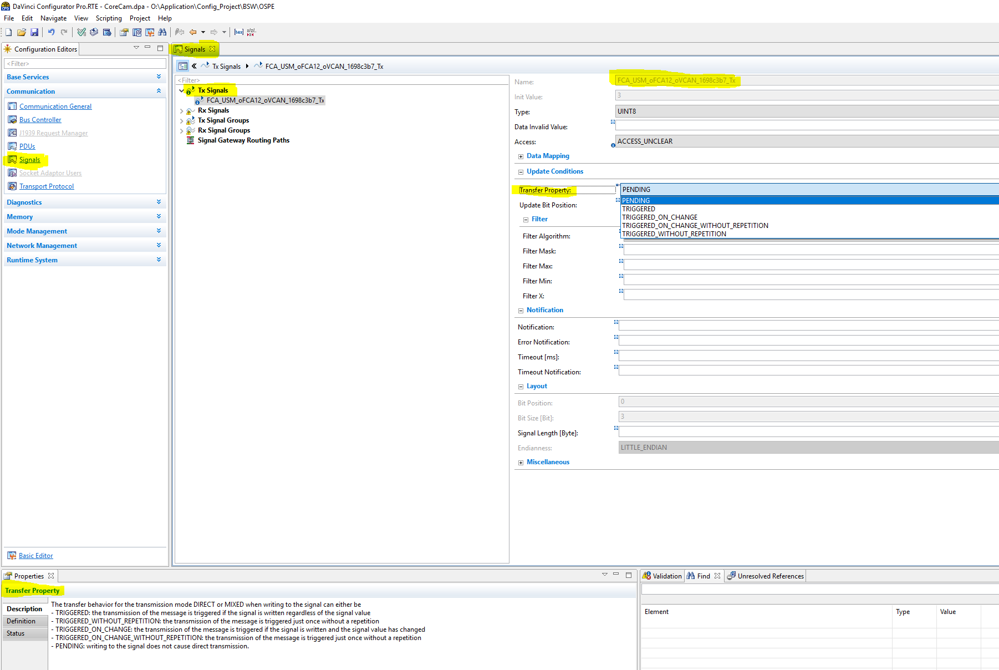 DaVinci Configurator Pro.RTE - CoreCam.dpa - O:\Application\Config_Project\BSW\OSPE
File Edit Navigate View Scripting Project Help
Configuration Editors
<Filter>
Base Services
Communication
Communication General
Bus Controller
J1939 Request Manager
PDUs
Signals
Socket Adaptor Users
Transport Protocol
Diagnostics
Memory
Mode Management
Network Management
Runtime System
Basic Editor
Signals
Tx Signals FCA_USM_oFCA12_oVCAN_1698c3b7_Tx
<Filter>
Tx Signals
FCA_USM_oFCA12_oVCAN_1698c3b7_Tx
Rx Signals
Tx Signal Groups
Rx Signal Groups
Signal Gateway Routing Paths
Name: FCA_USM_oFCA12_oVCAN_1698c3b7_Tx
Init Value: 3
Type: UINT8
Data Invalid Value:
Access: ACCESS_UNCLEAR
Data Mapping
Update Conditions
Transfer Property: PENDING
PENDING
TRIGGERED
TRIGGERED_ON_CHANGE
TRIGGERED_ON_CHANGE_WITHOUT_REPETITION
TRIGGERED_WITHOUT_REPETITION
Update Bit Position:
Filter
Filter Algorithm:
Filter Mask:
Filter Max:
Filter Min:
Filter X:
Notification
Notification:
Error Notification:
Timeout [ms]:
Timeout Notification:
Layout
Bit Position: 0
Bit Size [Bit]: 3
Signal Length [Byte]:
Endianness: LITTLE_ENDIAN
Miscellaneous
Properties
Transfer Property
Description
Definition
Status
The transfer behavior for the transmission mode DIRECT or MIXED when writing to the signal can either be
- TRIGGERED: the transmission of the message is triggered if the signal is written regardless of the signal value
- TRIGGERED_WITHOUT_REPETITION: the transmission of the message is triggered just once without a repetition
- TRIGGERED_ON_CHANGE: the transmission of the message is triggered if the signal is written and the signal value has changed
- TRIGGERED_ON_CHANGE_WITHOUT_REPETITION: the transmission of the message is triggered just once without a repetition
- PENDING: writing to the signal does not cause direct transmission.
Validation Find Unresolved References
Element Type Value